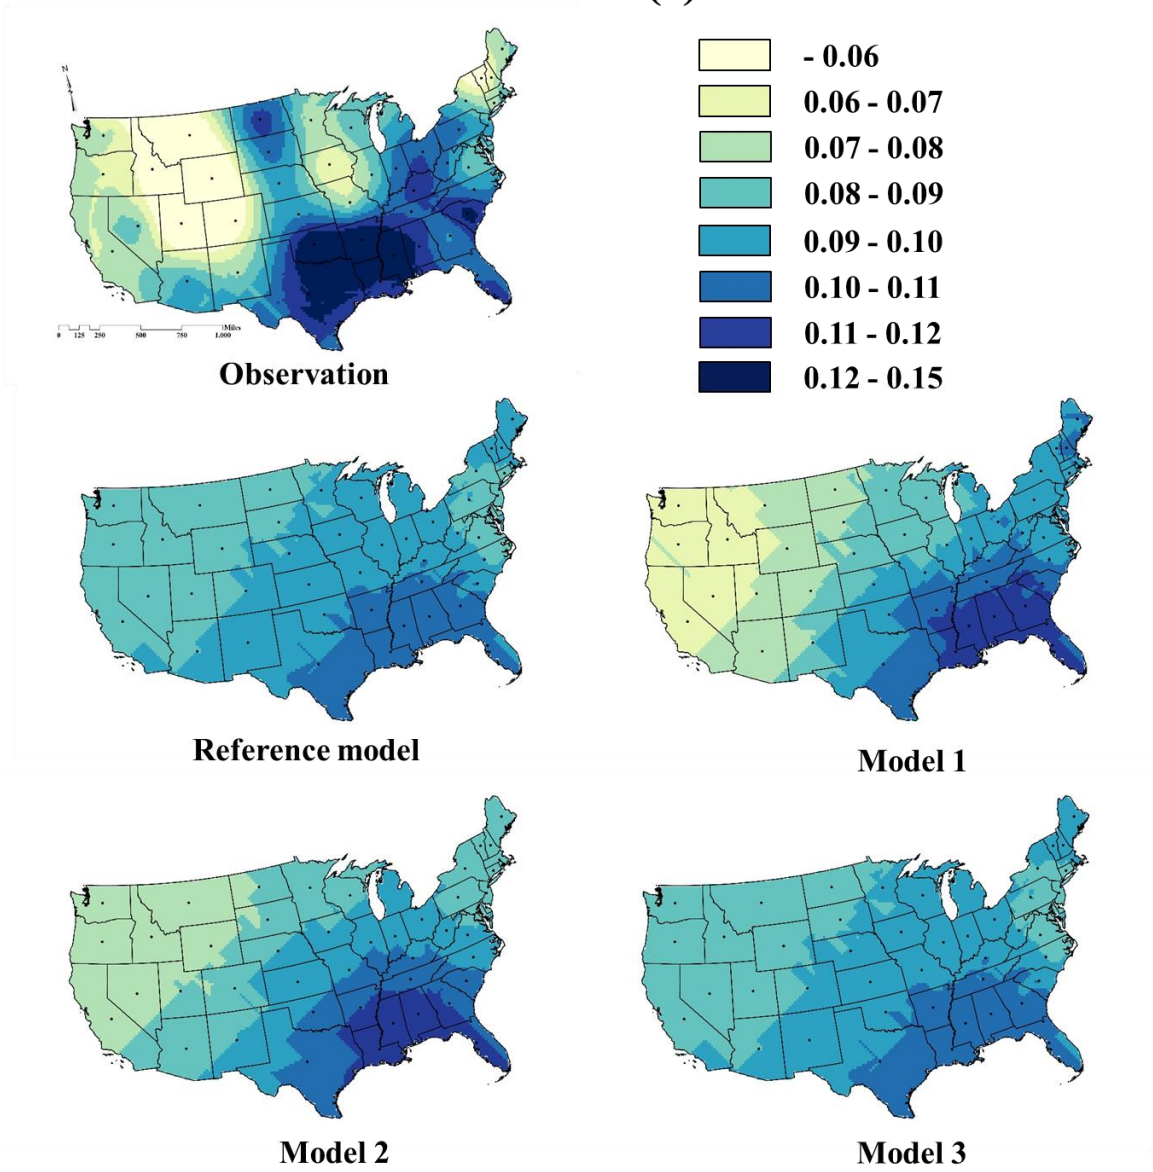 N
- 0.06
0.06 - 0.07
0.07 - 0.08
0.08 - 0.09
0.09 - 0.10
0.10 - 0.11
0.11 - 0.12
0.12 - 0.15
0 125 250 500 750 1,000 Miles
Observation
Reference model
Model 1
Model 2
Model 3